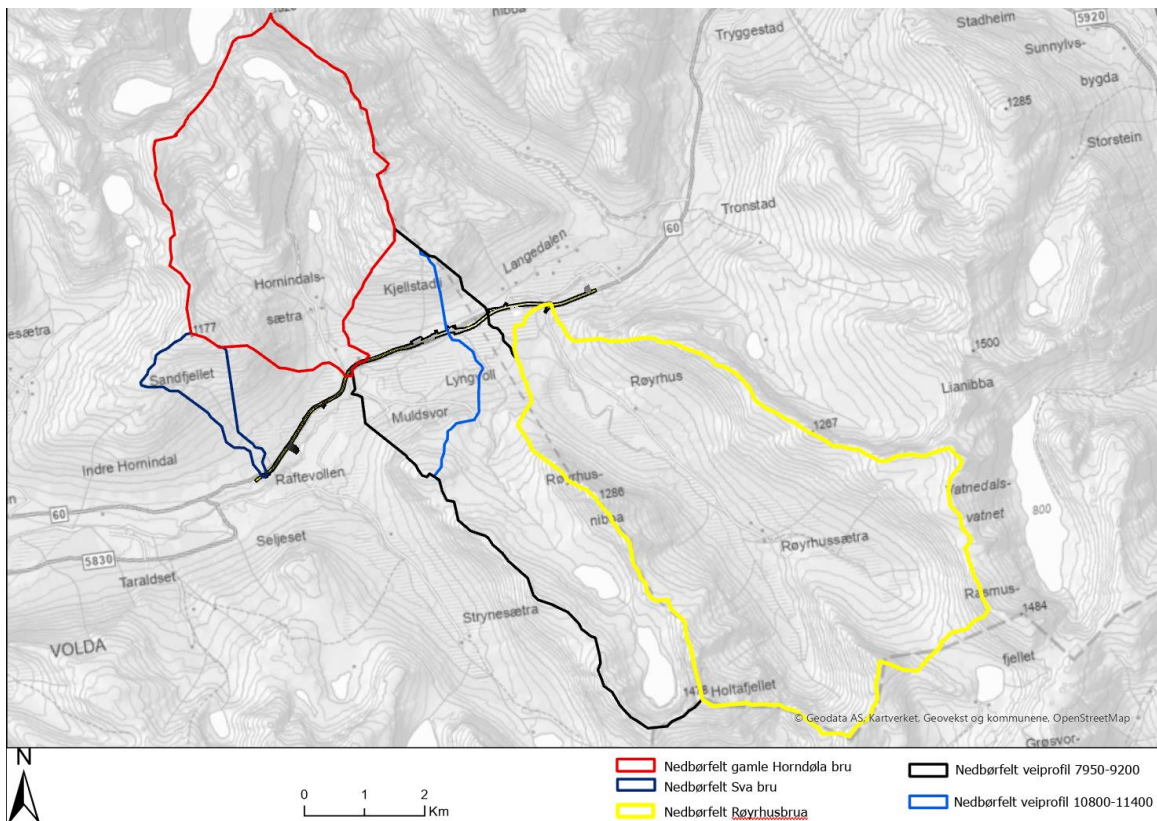 nibba
Tryggestad
Stadheim
5920
Sunnylvs-
bygda
1285
Storstein
60
Tronstad
Langedalen
Kjellstadli
Hornindals-
sætra
1177
Sandfjellet
1500
Lianibba
Røyrhus
Lyngvoll
Muldsvor
1267
Indre Hornindal
Raftevollen
Røyrhus-
1286
nibba
Vatnedals-
vatnet
800
60
Seljeset
5830
Taraldset
Røyrhussætra
Strynesætra
Rasmus-
1484
fjellet
VOLDA
1478
Holtafjellet
© Geodata AS, Kartverket, Geovekst og kommunene, OpenStreetMap
Grøsvor-
N
0 1 2
Km
Nedbørfelt gamle Horndøla bru
Nedbørfelt Sva bru
Nedbørfelt Røyrhusbrua
Nedbørfelt veiprofil 7950-9200
Nedbørfelt veiprofil 10800-11400